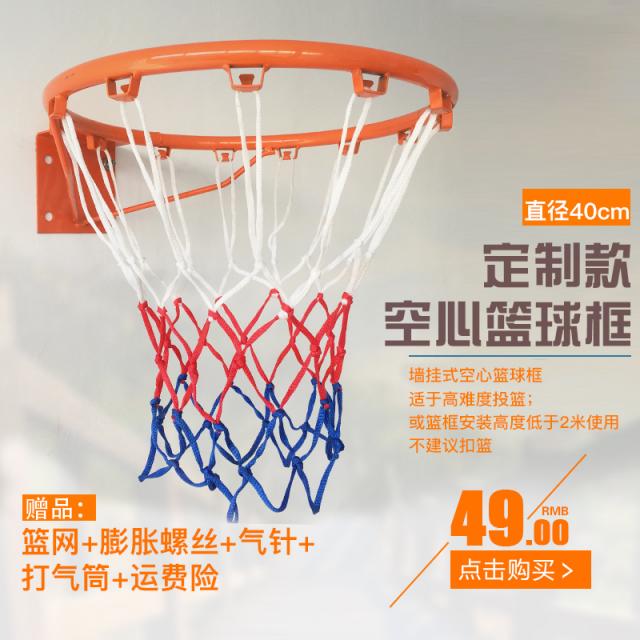 直径40cm
定制款
空心篮球框
墙挂式空心篮球框
适于高难度投篮；
或篮框安装高度低于2米使用
不建议扣篮
赠品：
篮网+膨胀螺丝+气针+
打气筒+运费险
49.00 RMB
点击购买 >